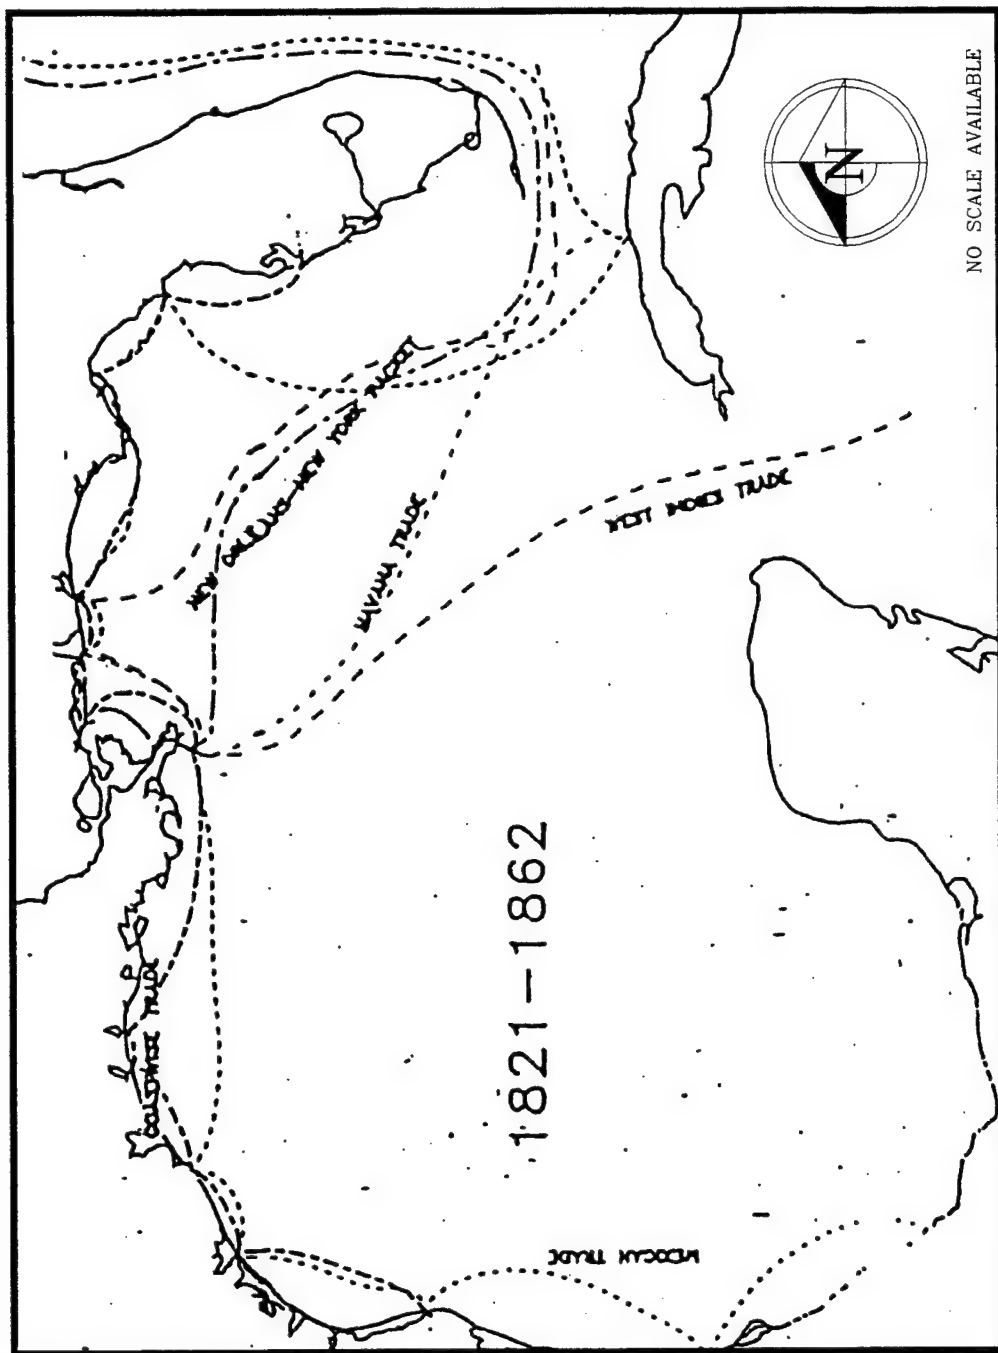 COASTWISE TRADE
NEW ORLEANS-NEW YORK PACKET
HAVANA TRADE
WEST INDIES TRADE
MEXICAN TRADE
1821-1862
N
NO SCALE AVAILABLE